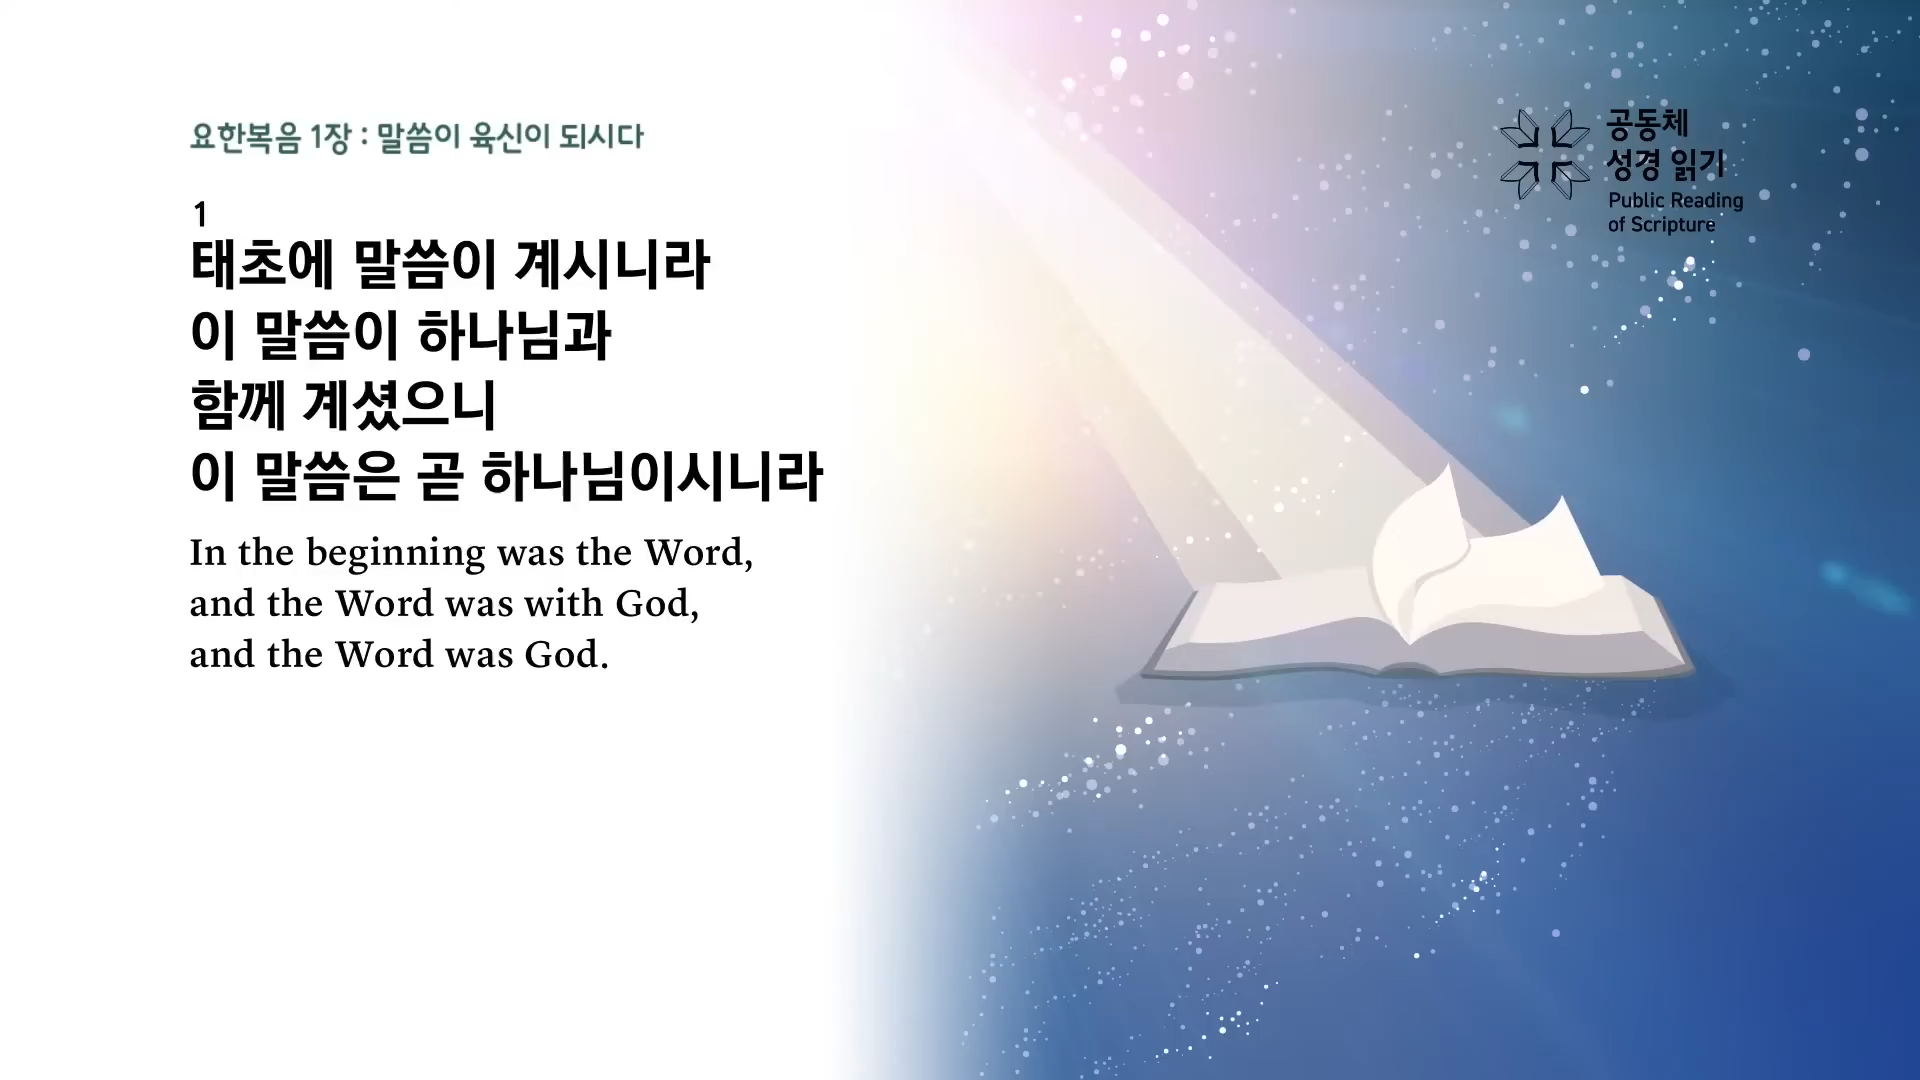 요한복음 1장 : 말씀이 육신이 되시다
1
태초에 말씀이 계시니라
이 말씀이 하나님과
함께 계셨으니
이 말씀은 곧 하나님이시니라
In the beginning was the Word,
and the Word was with God,
and the Word was God.
공동체
성경 읽기
Public Reading
of Scripture